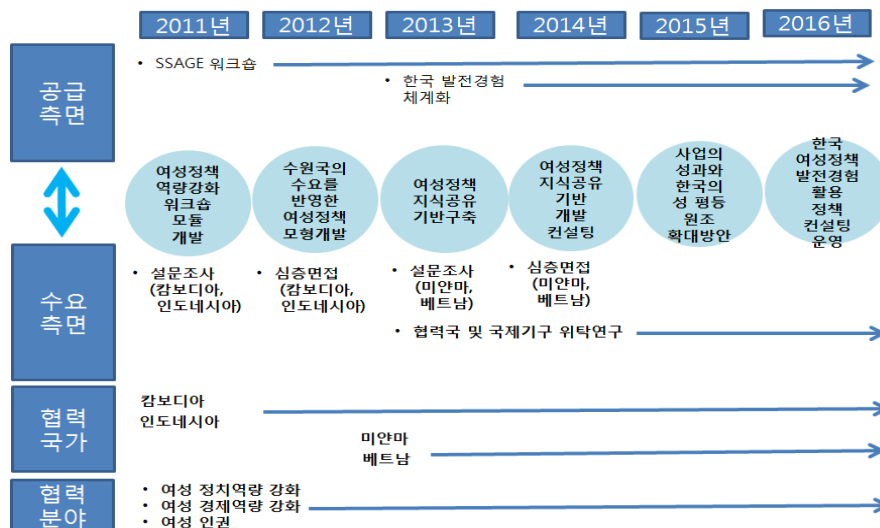 2011년
2012년
2013년
2014년
2015년
2016년
공급
측면
• SSAGE 워크숍
• 한국 발전경험
체계화
여성정책
역량강화
워크숍
모듈
개발
수원국의
수요를
반영한
여성정책
모형개발
여성정책
지식공유
기반구축
여성정책
지식공유
기반
개발
컨설팅
사업의
성과와
한국의
성 평등
원조
확대방안
한국
여성정책
발전경험
활용
정책
컨설팅
운영
수요
측면
• 설문조사
(캄보디아,
인도네시아)
• 심층면접
(캄보디아,
인도네시아)
• 설문조사
(미얀마,
베트남)
• 심층면접
(미얀마,
베트남)
• 협력국 및 국제기구 위탁연구
협력
국가
캄보디아
인도네시아
미얀마
베트남
협력
분야
• 여성 정치역량 강화
• 여성 경제역량 강화
• 여성 인권